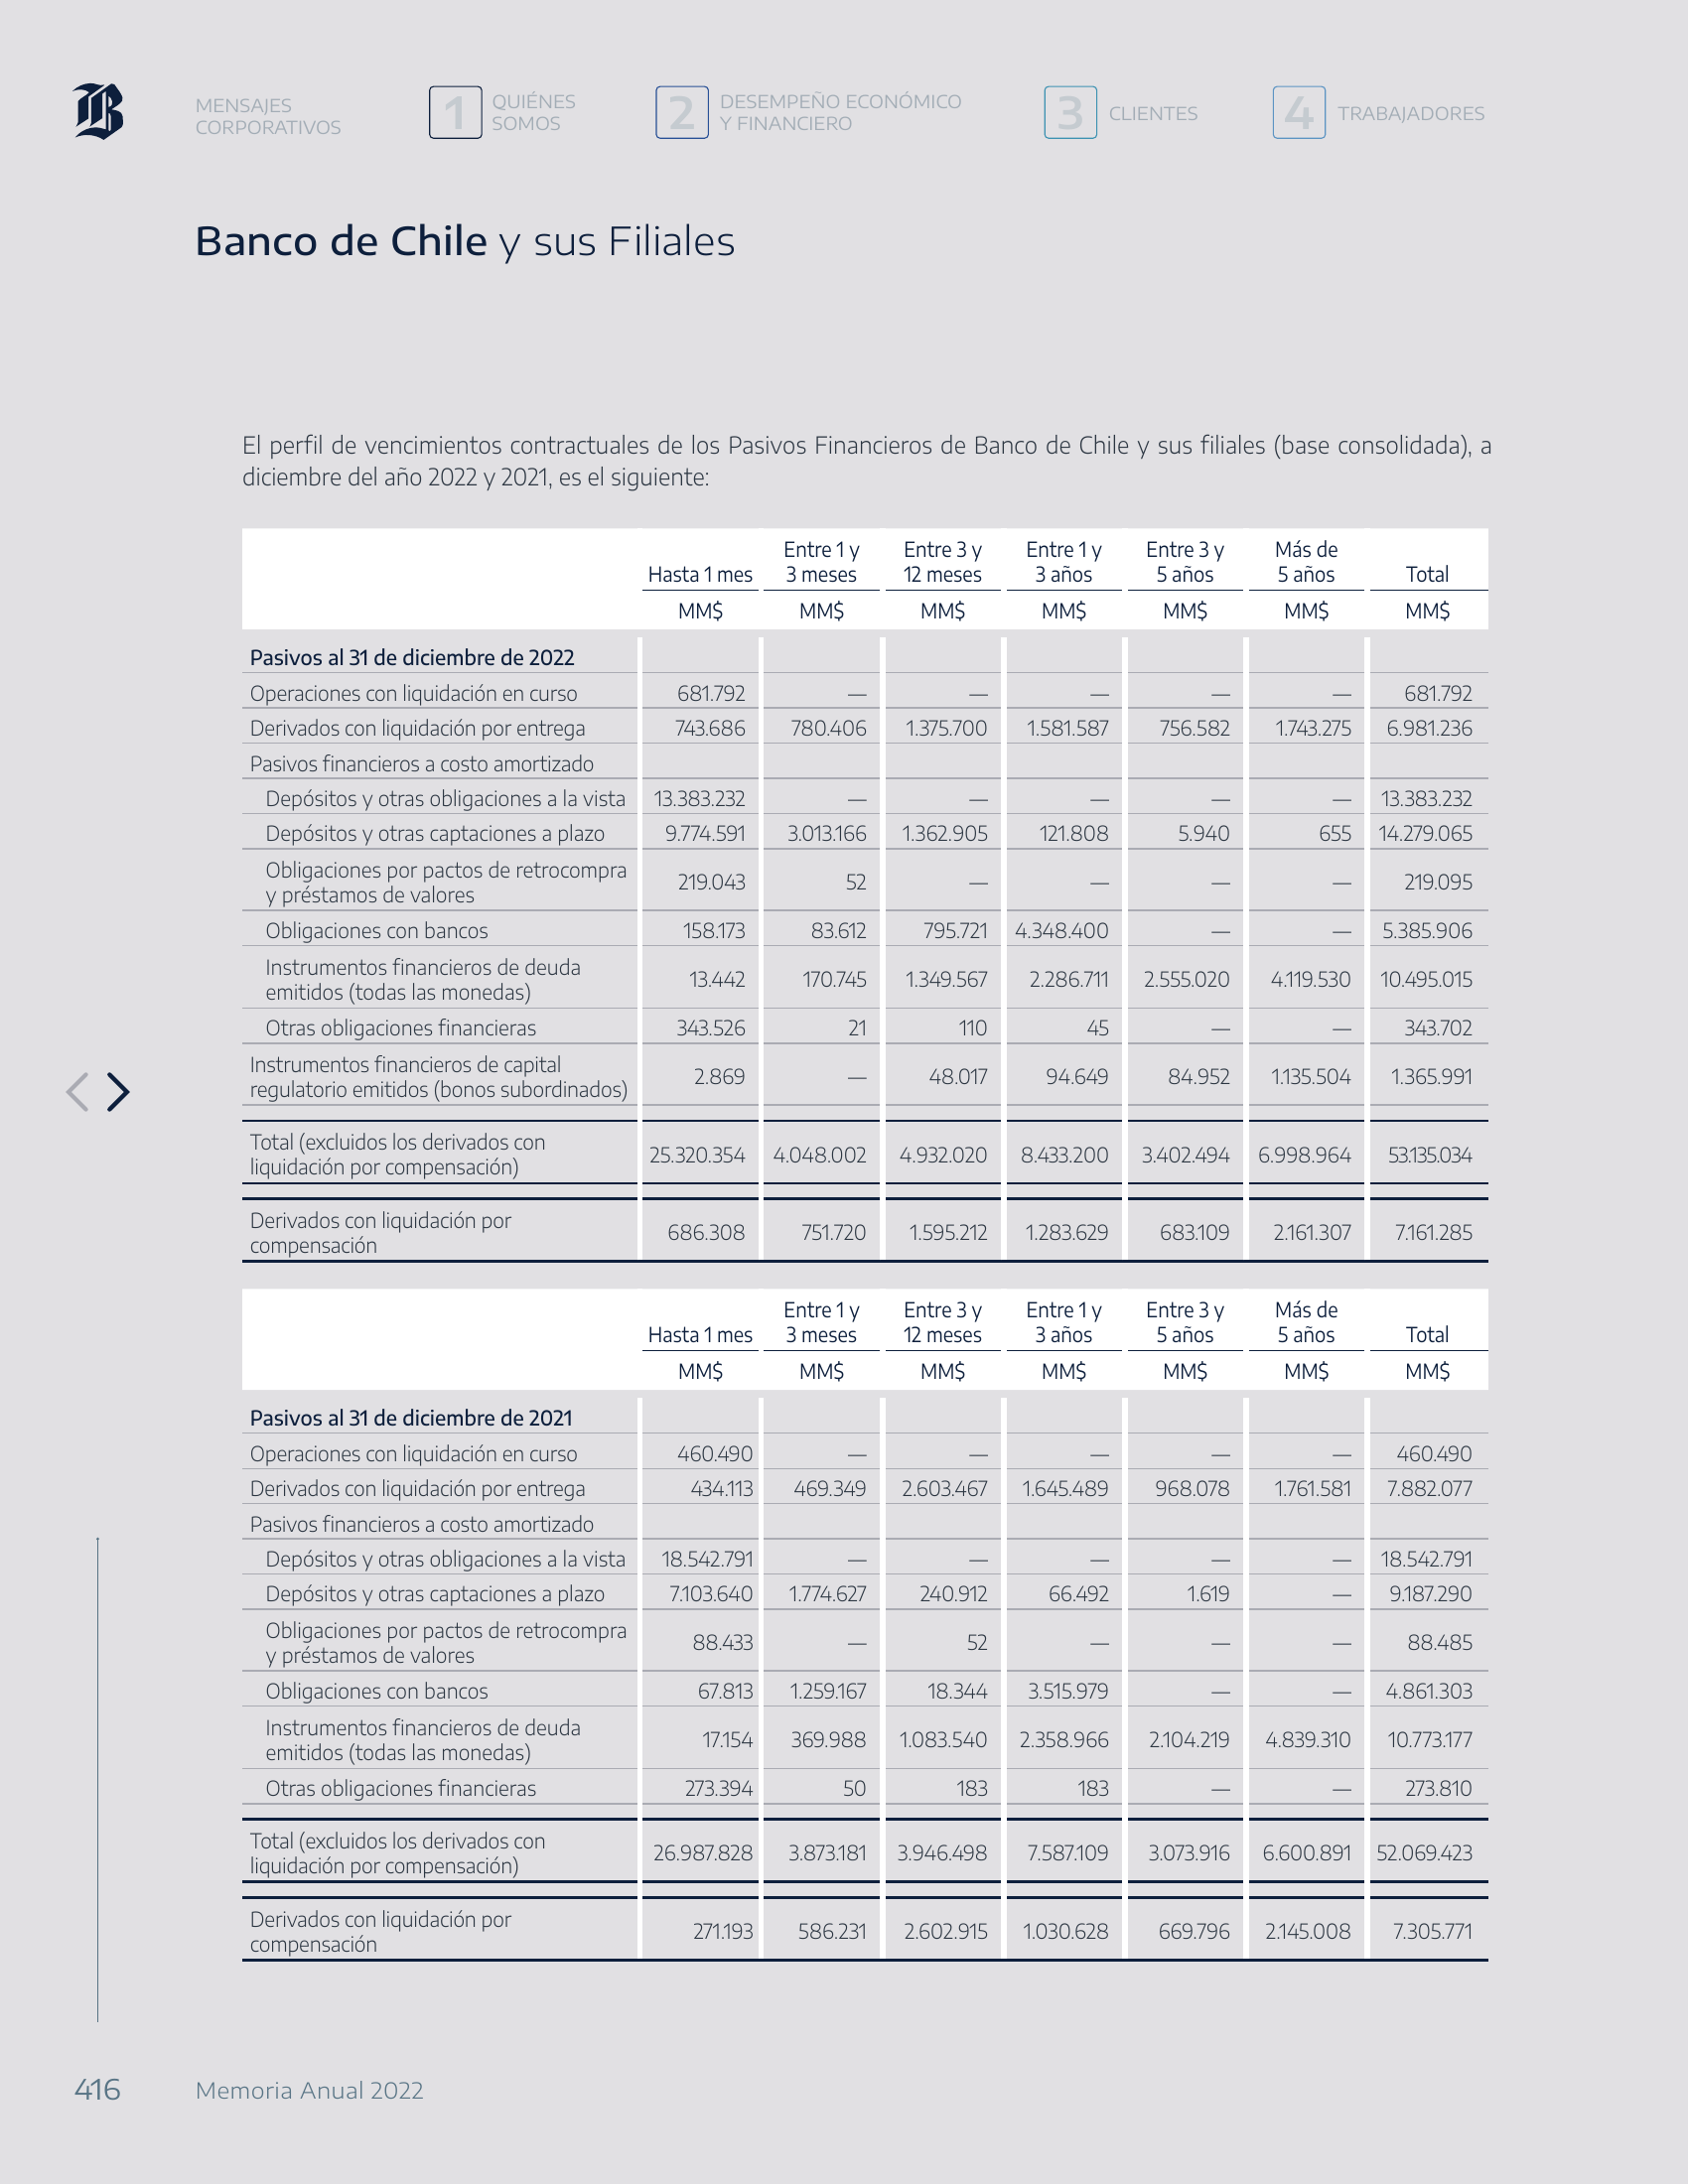 B
MENSAJES
CORPORATIVOS
1 QUIÉNES
SOMOS
2 DESEMPEÑO ECONÓMICO
Y FINANCIERO
3 CLIENTES
4 TRABAJADORES
Banco de Chile y sus Filiales
El perfil de vencimientos contractuales de los Pasivos Financieros de Banco de Chile y sus filiales (base consolidada), a
diciembre del año 2022 y 2021, es el siguiente:
Hasta 1 mes Entre 1 y 3 meses Entre 3 y 12 meses Entre 1 y 3 años Entre 3 y 5 años Más de 5 años Total
MM$ MM$ MM$ MM$ MM$ MM$ MM$
Pasivos al 31 de diciembre de 2022
Operaciones con liquidación en curso 681.792 — — — — — 681.792
Derivados con liquidación por entrega 743.686 780.406 1.375.700 1.581.587 756.582 1.743.275 6.981.236
Pasivos financieros a costo amortizado
Depósitos y otras obligaciones a la vista 13.383.232 — — — — — 13.383.232
Depósitos y otras captaciones a plazo 9.774.591 3.013.166 1.362.905 121.808 5.940 655 14.279.065
Obligaciones por pactos de retrocompra
y préstamos de valores 219.043 52 — — — — 219.095
Obligaciones con bancos 158.173 83.612 795.721 4.348.400 — — 5.385.906
Instrumentos financieros de deuda
emitidos (todas las monedas) 13.442 170.745 1.349.567 2.286.711 2.555.020 4.119.530 10.495.015
Otras obligaciones financieras 343.526 21 110 45 — — 343.702
Instrumentos financieros de capital
regulatorio emitidos (bonos subordinados) 2.869 — 48.017 94.649 84.952 1.135.504 1.365.991
Total (excluidos los derivados con
liquidación por compensación) 25.320.354 4.048.002 4.932.020 8.433.200 3.402.494 6.998.964 53.135.034
Derivados con liquidación por
compensación 686.308 751.720 1.595.212 1.283.629 683.109 2.161.307 7.161.285
Hasta 1 mes Entre 1 y 3 meses Entre 3 y 12 meses Entre 1 y 3 años Entre 3 y 5 años Más de 5 años Total
MM$ MM$ MM$ MM$ MM$ MM$ MM$
Pasivos al 31 de diciembre de 2021
Operaciones con liquidación en curso 460.490 — — — — — 460.490
Derivados con liquidación por entrega 434.113 469.349 2.603.467 1.645.489 968.078 1.761.581 7.882.077
Pasivos financieros a costo amortizado
Depósitos y otras obligaciones a la vista 18.542.791 — — — — — 18.542.791
Depósitos y otras captaciones a plazo 7.103.640 1.774.627 240.912 66.492 1.619 — 9.187.290
Obligaciones por pactos de retrocompra
y préstamos de valores 88.433 — 52 — — — 88.485
Obligaciones con bancos 67.813 1.259.167 18.344 3.515.979 — — 4.861.303
Instrumentos financieros de deuda
emitidos (todas las monedas) 17.154 369.988 1.083.540 2.358.966 2.104.219 4.839.310 10.773.177
Otras obligaciones financieras 273.394 50 183 183 — — 273.810
Total (excluidos los derivados con
liquidación por compensación) 26.987.828 3.873.181 3.946.498 7.587.109 3.073.916 6.600.891 52.069.423
Derivados con liquidación por
compensación 271.193 586.231 2.602.915 1.030.628 669.796 2.145.008 7.305.771
416 Memoria Anual 2022